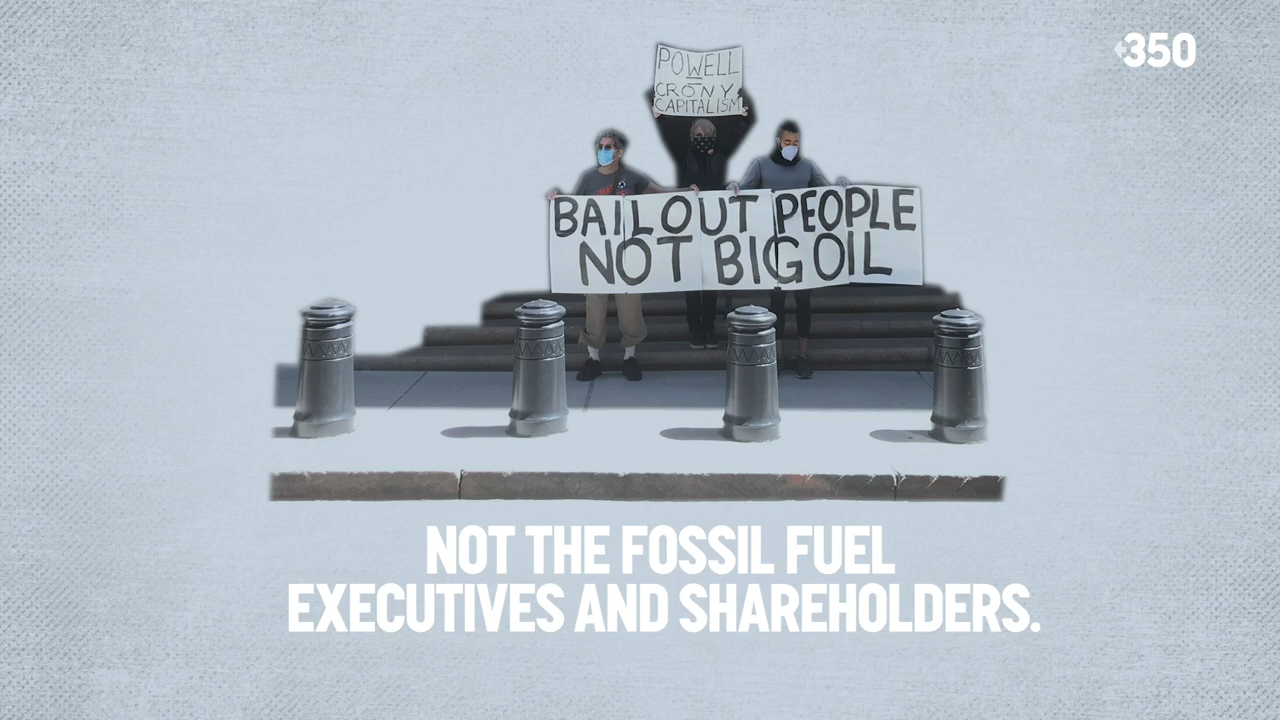 350
POWELL
=
CRONY
CAPITALISM
BAILOUT PEOPLE
NOT BIG OIL
NOT THE FOSSIL FUEL
EXECUTIVES AND SHAREHOLDERS.